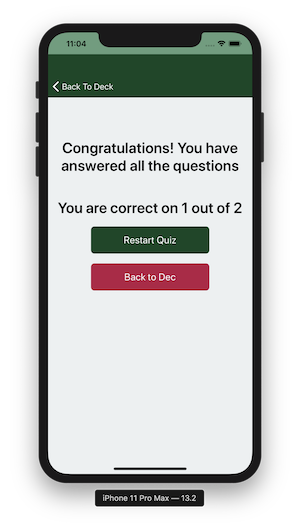 11:04
Back To Deck
Congratulations! You have
answered all the questions
You are correct on 1 out of 2
Restart Quiz
Back to Dec
iPhone 11 Pro Max — 13.2